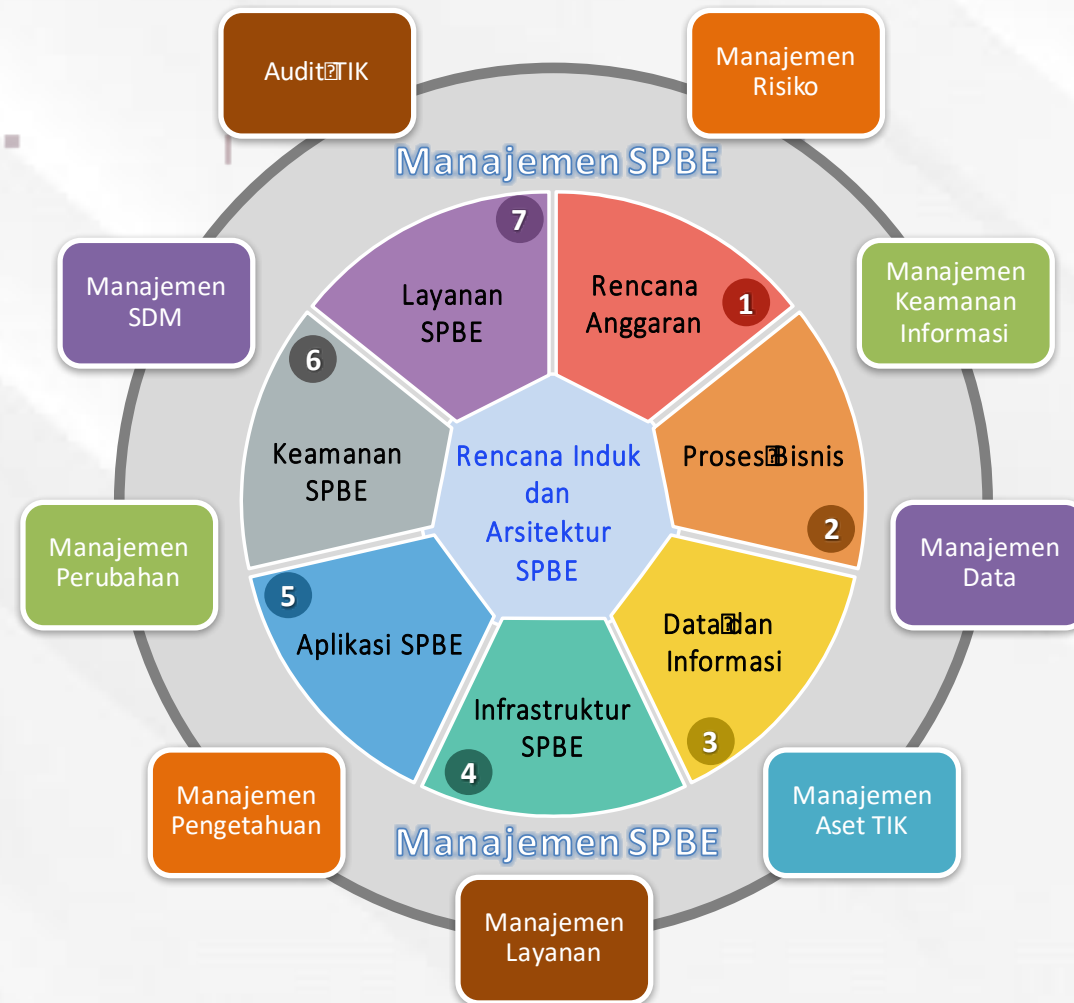 Audit TIK
Manajemen
Risiko
Manajemen SPBE
Manajemen
SDM
Manajemen
Keamanan
Informasi
7
Layanan
SPBE
Rencana
Anggaran
1
6
Keamanan
SPBE
Rencana Induk
dan
Arsitektur
SPBE
Proses Bisnis
2
Manajemen
Perubahan
Manajemen
Data
5
Aplikasi SPBE
Data dan
Informasi
3
Infrastruktur
SPBE
4
Manajemen
Pengetahuan
Manajemen
Aset TIK
Manajemen SPBE
Manajemen
Layanan